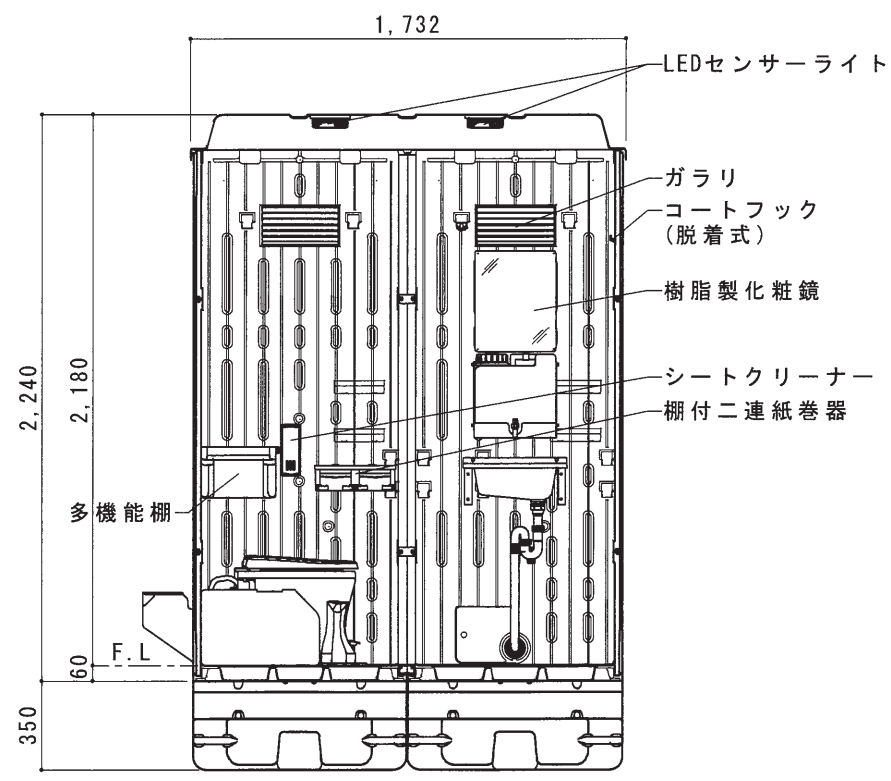 1,732
LEDセンサーライト
ガラリ
コートフック
(脱着式)
樹脂製化粧鏡
2,240
2,180
シートクリーナー
棚付二連紙巻器
多機能棚
F.L
60
350